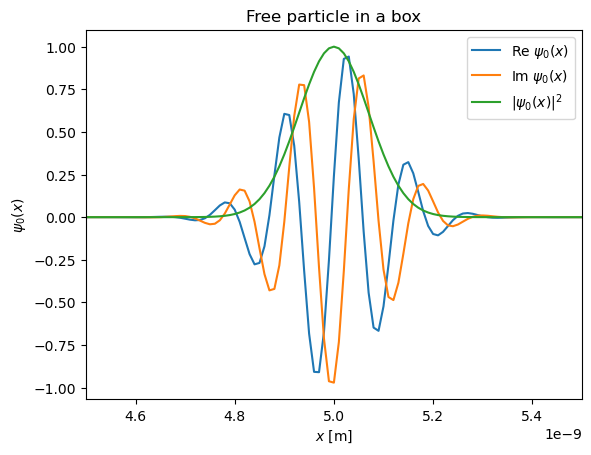 Free particle in a box
Re ψ₀(x)
Im ψ₀(x)
|ψ₀(x)|²
ψ₀(x)
1.00
0.75
0.50
0.25
0.00
−0.25
−0.50
−0.75
−1.00
4.6 4.8 5.0 5.2 5.4
1e−9
x [m]